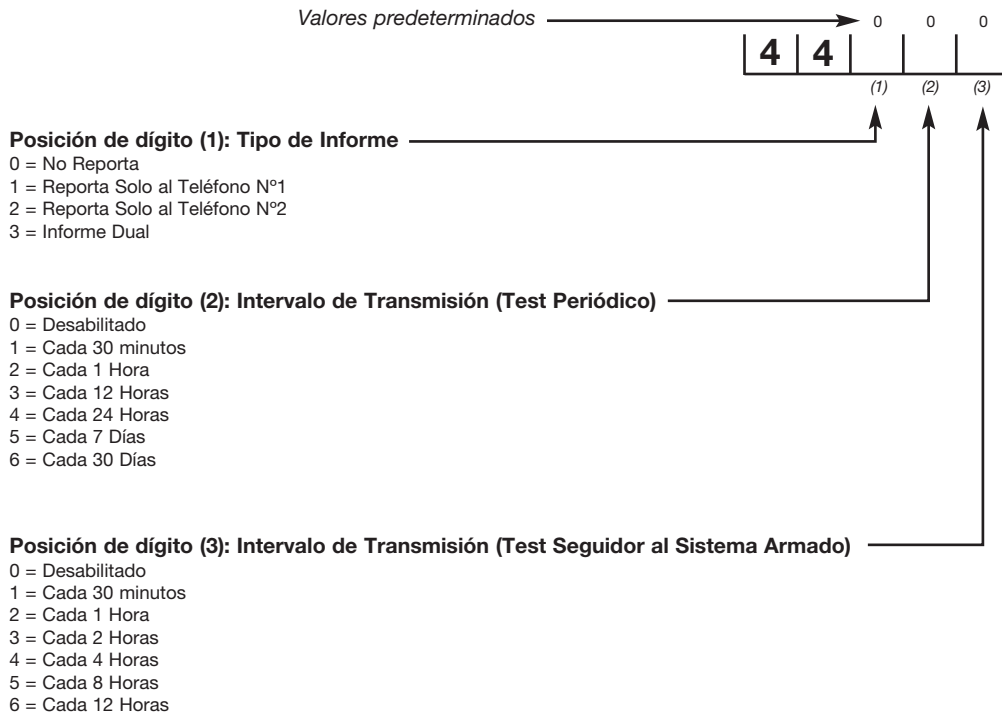 Valores predeterminados 0 0 0
4 4
(1) (2) (3)
Posición de dígito (1): Tipo de Informe
0 = No Reporta
1 = Reporta Solo al Teléfono Nº1
2 = Reporta Solo al Teléfono Nº2
3 = Informe Dual
Posición de dígito (2): Intervalo de Transmisión (Test Periódico)
0 = Desabilitado
1 = Cada 30 minutos
2 = Cada 1 Hora
3 = Cada 12 Horas
4 = Cada 24 Horas
5 = Cada 7 Días
6 = Cada 30 Días
Posición de dígito (3): Intervalo de Transmisión (Test Seguidor al Sistema Armado)
0 = Desabilitado
1 = Cada 30 minutos
2 = Cada 1 Hora
3 = Cada 2 Horas
4 = Cada 4 Horas
5 = Cada 8 Horas
6 = Cada 12 Horas